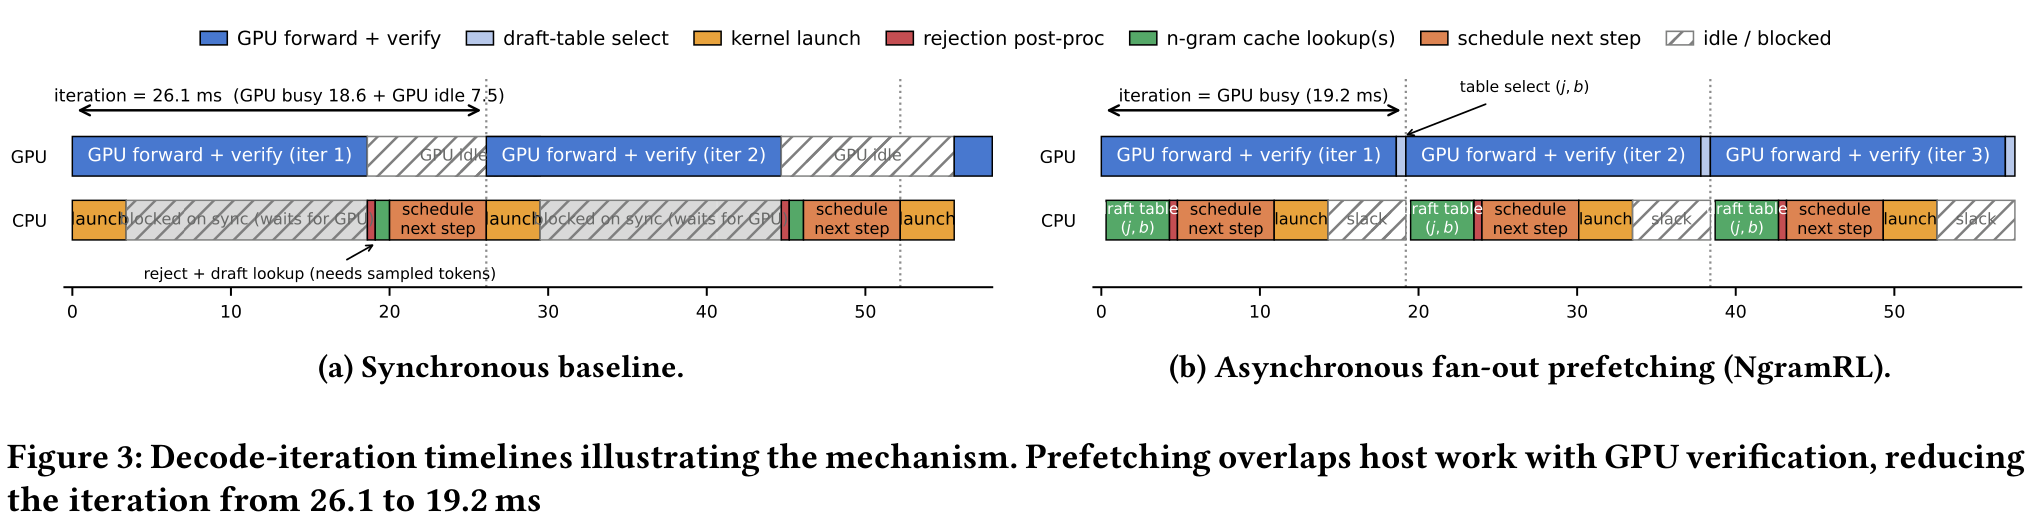 GPU forward + verify
draft-table select
kernel launch
rejection post-proc
n-gram cache lookup(s)
schedule next step
idle / blocked
iteration = 26.1 ms  (GPU busy 18.6 + GPU idle 7.5)
GPU
GPU forward + verify (iter 1)
GPU idle
GPU forward + verify (iter 2)
GPU idle
CPU
launch
blocked on sync (waits for GPU
schedule
next step
launch
blocked on sync (waits for GPU
schedule
next step
launch
reject + draft lookup (needs sampled tokens)
0 10 20 30 40 50
(a) Synchronous baseline.
iteration = GPU busy (19.2 ms)
table select (j, b)
GPU
GPU forward + verify (iter 1)
GPU forward + verify (iter 2)
GPU forward + verify (iter 3)
CPU
raft table
(j, b)
schedule
next step
launch
slack
raft table
(j, b)
schedule
next step
launch
slack
raft table
(j, b)
schedule
next step
launch
slack
0 10 20 30 40 50
(b) Asynchronous fan-out prefetching (NgramRL).
Figure 3: Decode-iteration timelines illustrating the mechanism. Prefetching overlaps host work with GPU verification, reducing
the iteration from 26.1 to 19.2 ms